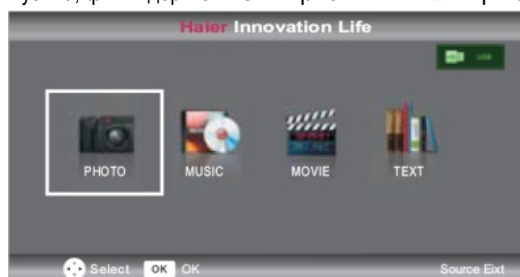 Haier Innovation Life
USB
PHOTO MUSIC MOVIE TEXT
Select OK OK Source Eixt